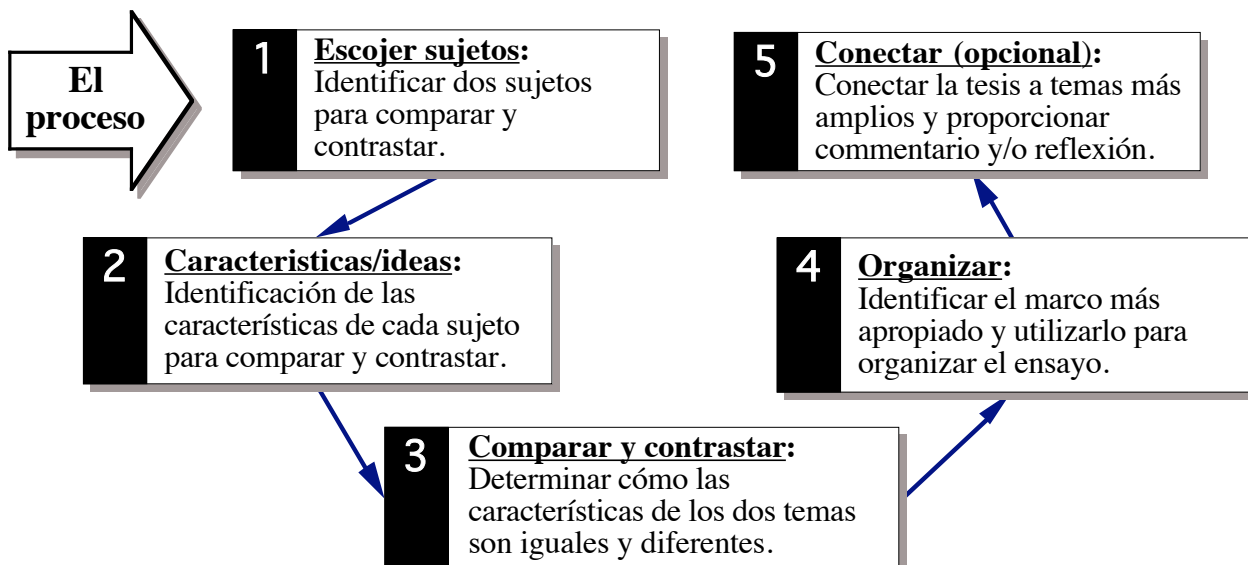 El
proceso
1
Escojer sujetos:
Identificar dos sujetos
para comparar y
contrastar.
2
Caracteristicas/ideas:
Identificación de las
características de cada sujeto
para comparar y contrastar.
3
Comparar y contrastar:
Determinar cómo las
características de los dos temas
son iguales y diferentes.
4
Organizar:
Identificar el marco más
apropiado y utilizarlo para
organizar el ensayo.
5
Conectar (opcional):
Conectar la tesis a temas más
amplios y proporcionar
commentario y/o reflexión.